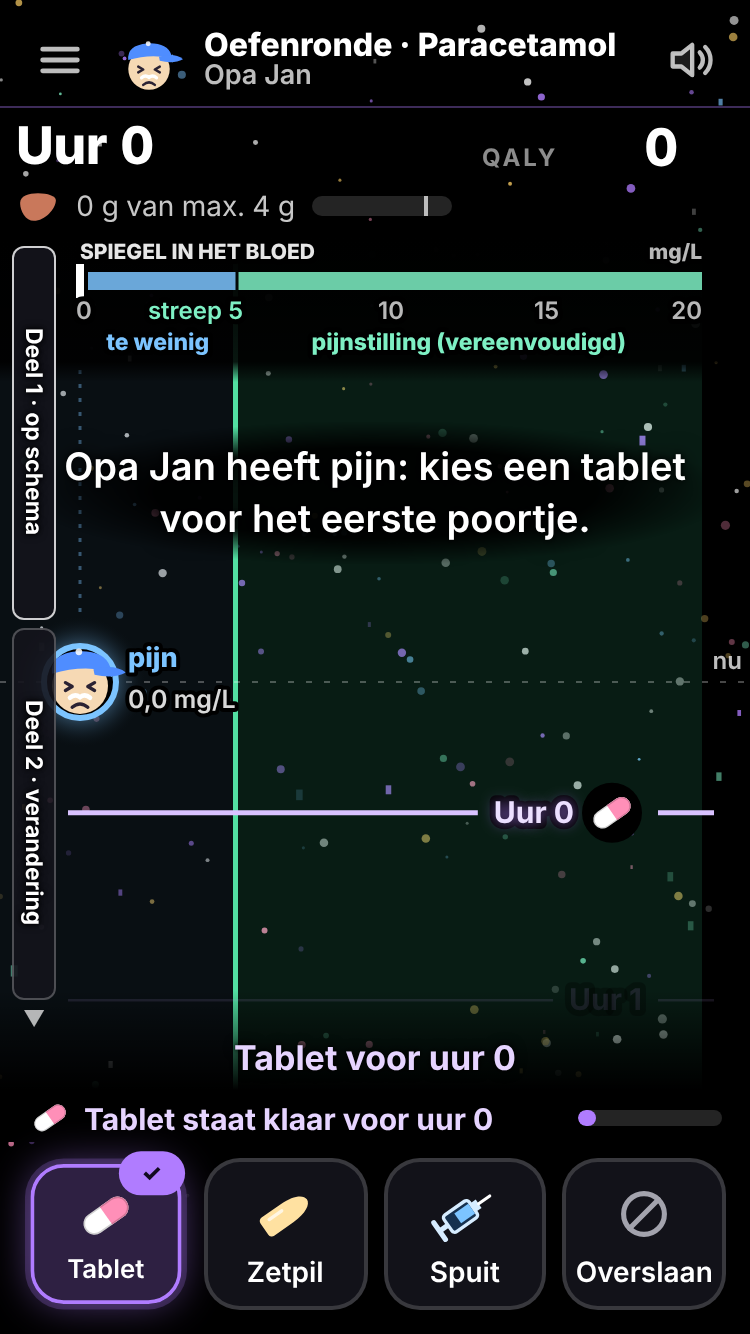 Oefenronde · Paracetamol
Opa Jan
Uur 0
QALY
0
0 g van max. 4 g
SPIEGEL IN HET BLOED
mg/L
0
streep 5
10
15
20
te weinig
pijnstilling (vereenvoudigd)
Deel 1 · op schema
Opa Jan heeft pijn: kies een tablet
voor het eerste poortje.
pijn
0,0 mg/L
nu
Deel 2 · verandering
Uur 0
Uur 1
Tablet voor uur 0
Tablet staat klaar voor uur 0
Tablet
Zetpil
Spuit
Overslaan